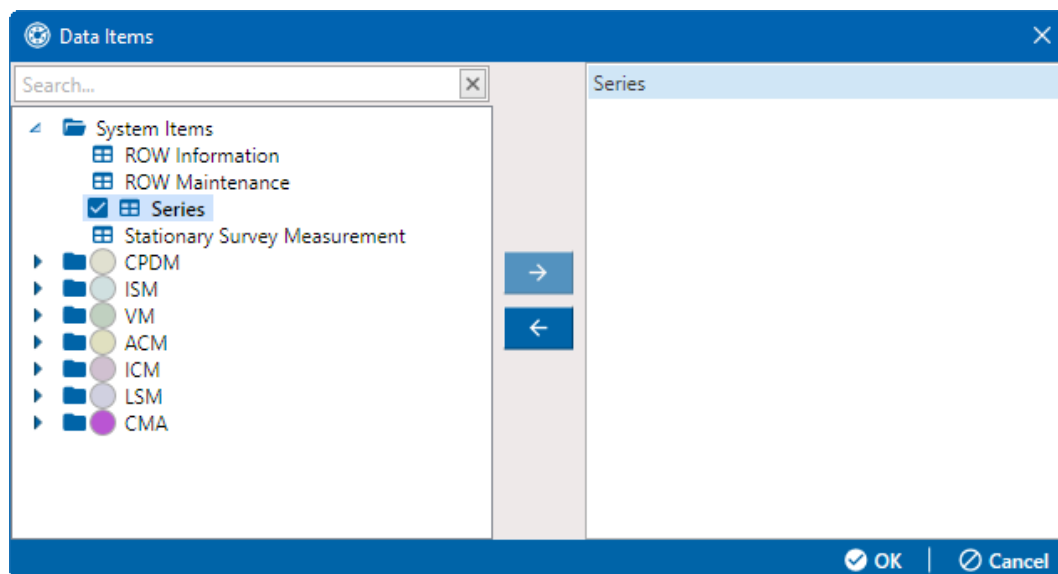 Data Items
Search...
Series
System Items
ROW Information
ROW Maintenance
Series
Stationary Survey Measurement
CPDM
ISM
VM
ACM
ICM
LSM
CMA
OK
Cancel